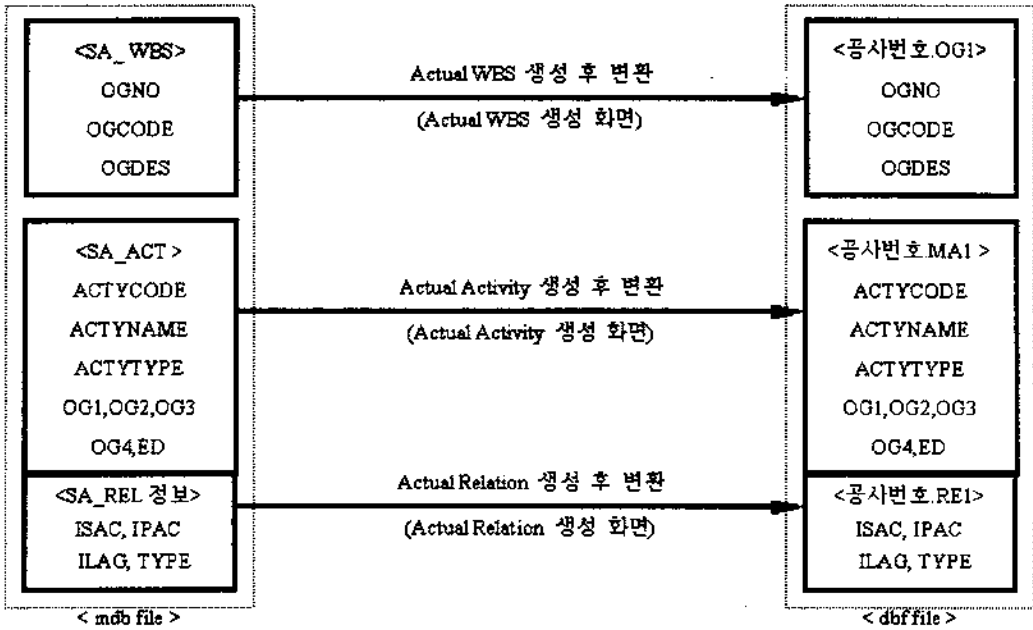 <SA_WBS>
OGNO
OGCODE
OGDES
Actual WBS 생성 후 변환
(Actual WBS 생성 화면)
<공사번호.OG1>
OGNO
OGCODE
OGDES
<SA_ACT>
ACTYCODE
ACTYNAME
ACTYTYPE
OG1,OG2,OG3
OG4,ED
Actual Activity 생성 후 변환
(Actual Activity 생성 화면)
<공사번호.MA1>
ACTYCODE
ACTYNAME
ACTYTYPE
OG1,OG2,OG3
OG4,ED
<SA_REL 정보>
ISAC, IPAC
ILAG, TYPE
Actual Relation 생성 후 변환
(Actual Relation 생성 화면)
<공사번호.RE1>
ISAC, IPAC
ILAG, TYPE
< mdb file >
< dbf file >